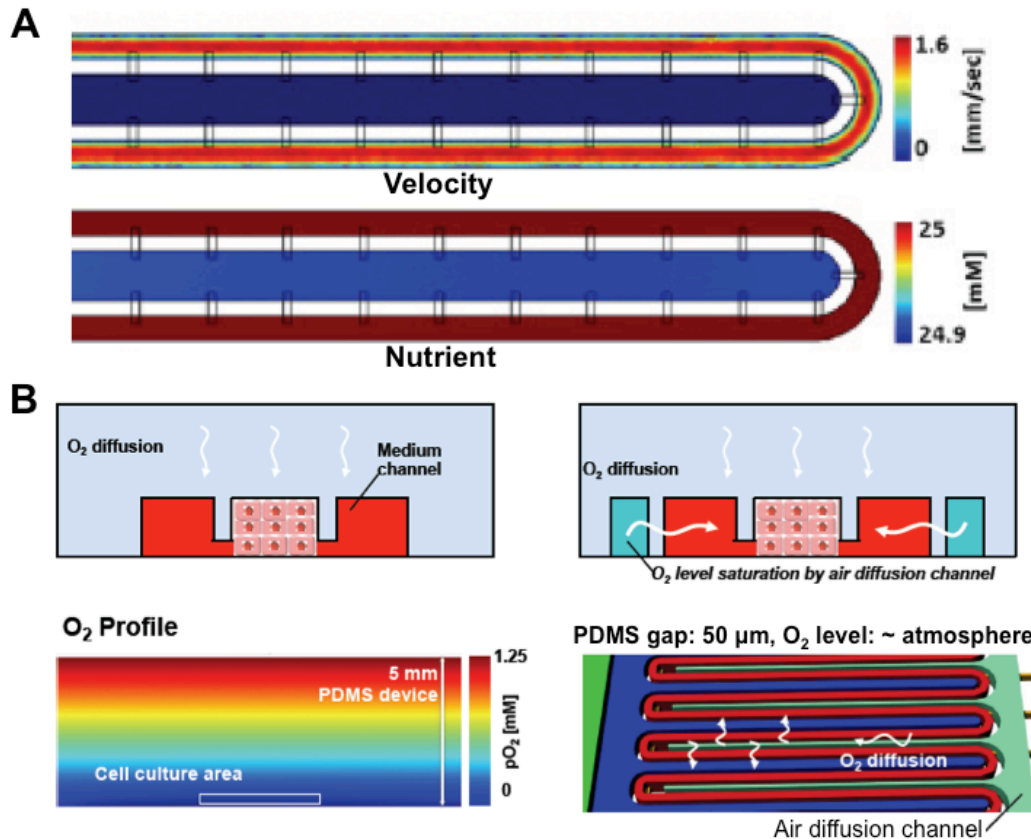 A
1.6
[mm/sec]
0
Velocity
25
[mM]
24.9
Nutrient
B
O₂ diffusion
Medium
channel
O₂ diffusion
O₂ level saturation by air diffusion channel
O₂ Profile
5 mm
PDMS device
Cell culture area
1.25
pO₂ [mM]
0
PDMS gap: 50 µm, O₂ level: ~ atmosphere
O₂ diffusion
Air diffusion channel